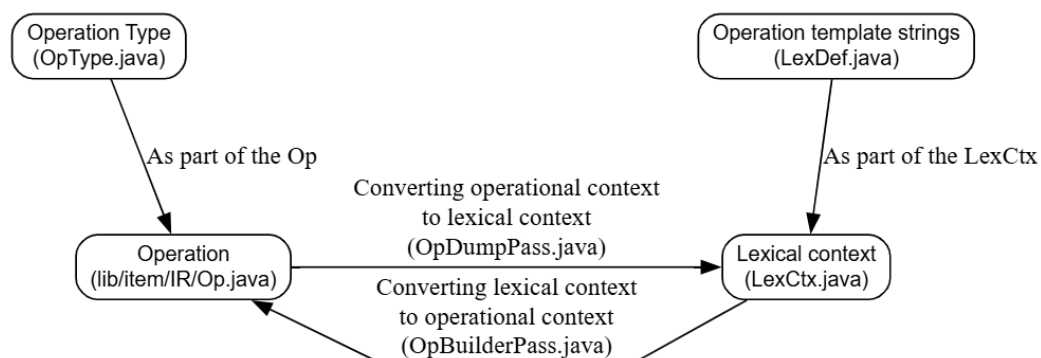 Operation Type
(OpType.java)
Operation template strings
(LexDef.java)
As part of the Op
As part of the LexCtx
Converting operational context
to lexical context
(OpDumpPass.java)
Operation
(lib/item/IR/Op.java)
Lexical context
(LexCtx.java)
Converting lexical context
to operational context
(OpBuilderPass.java)